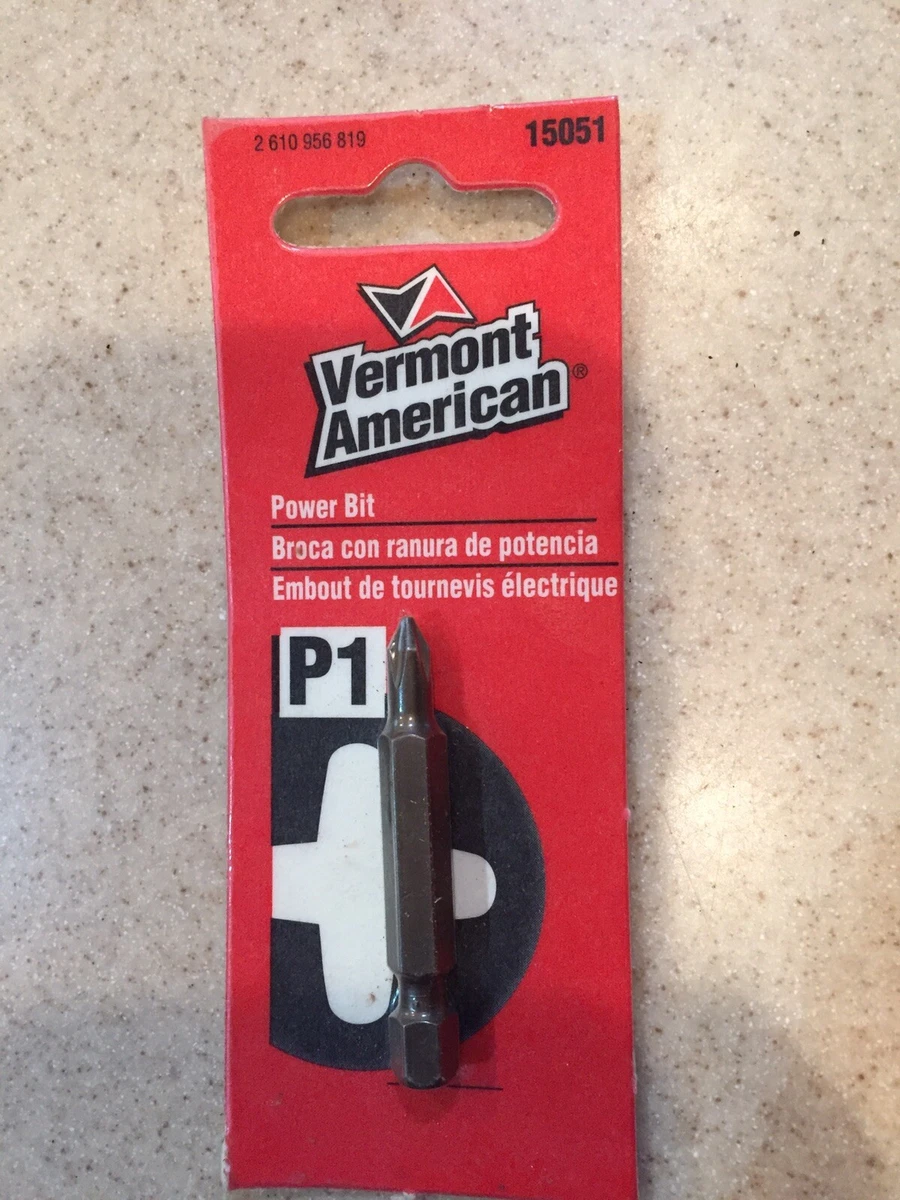 2 610 956 819
15051
Vermont
American®
Power Bit
Broca con ranura de potencia
Embout de tournevis électrique
P1